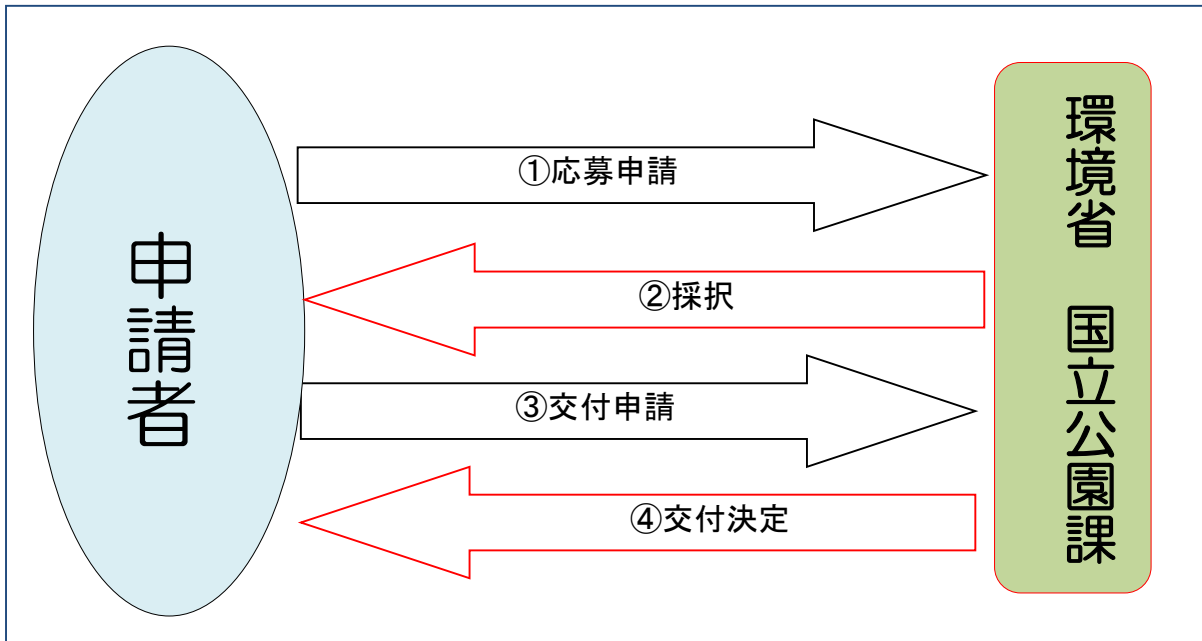 申請者
①応募申請
②採択
③交付申請
④交付決定
環境省 国立公園課